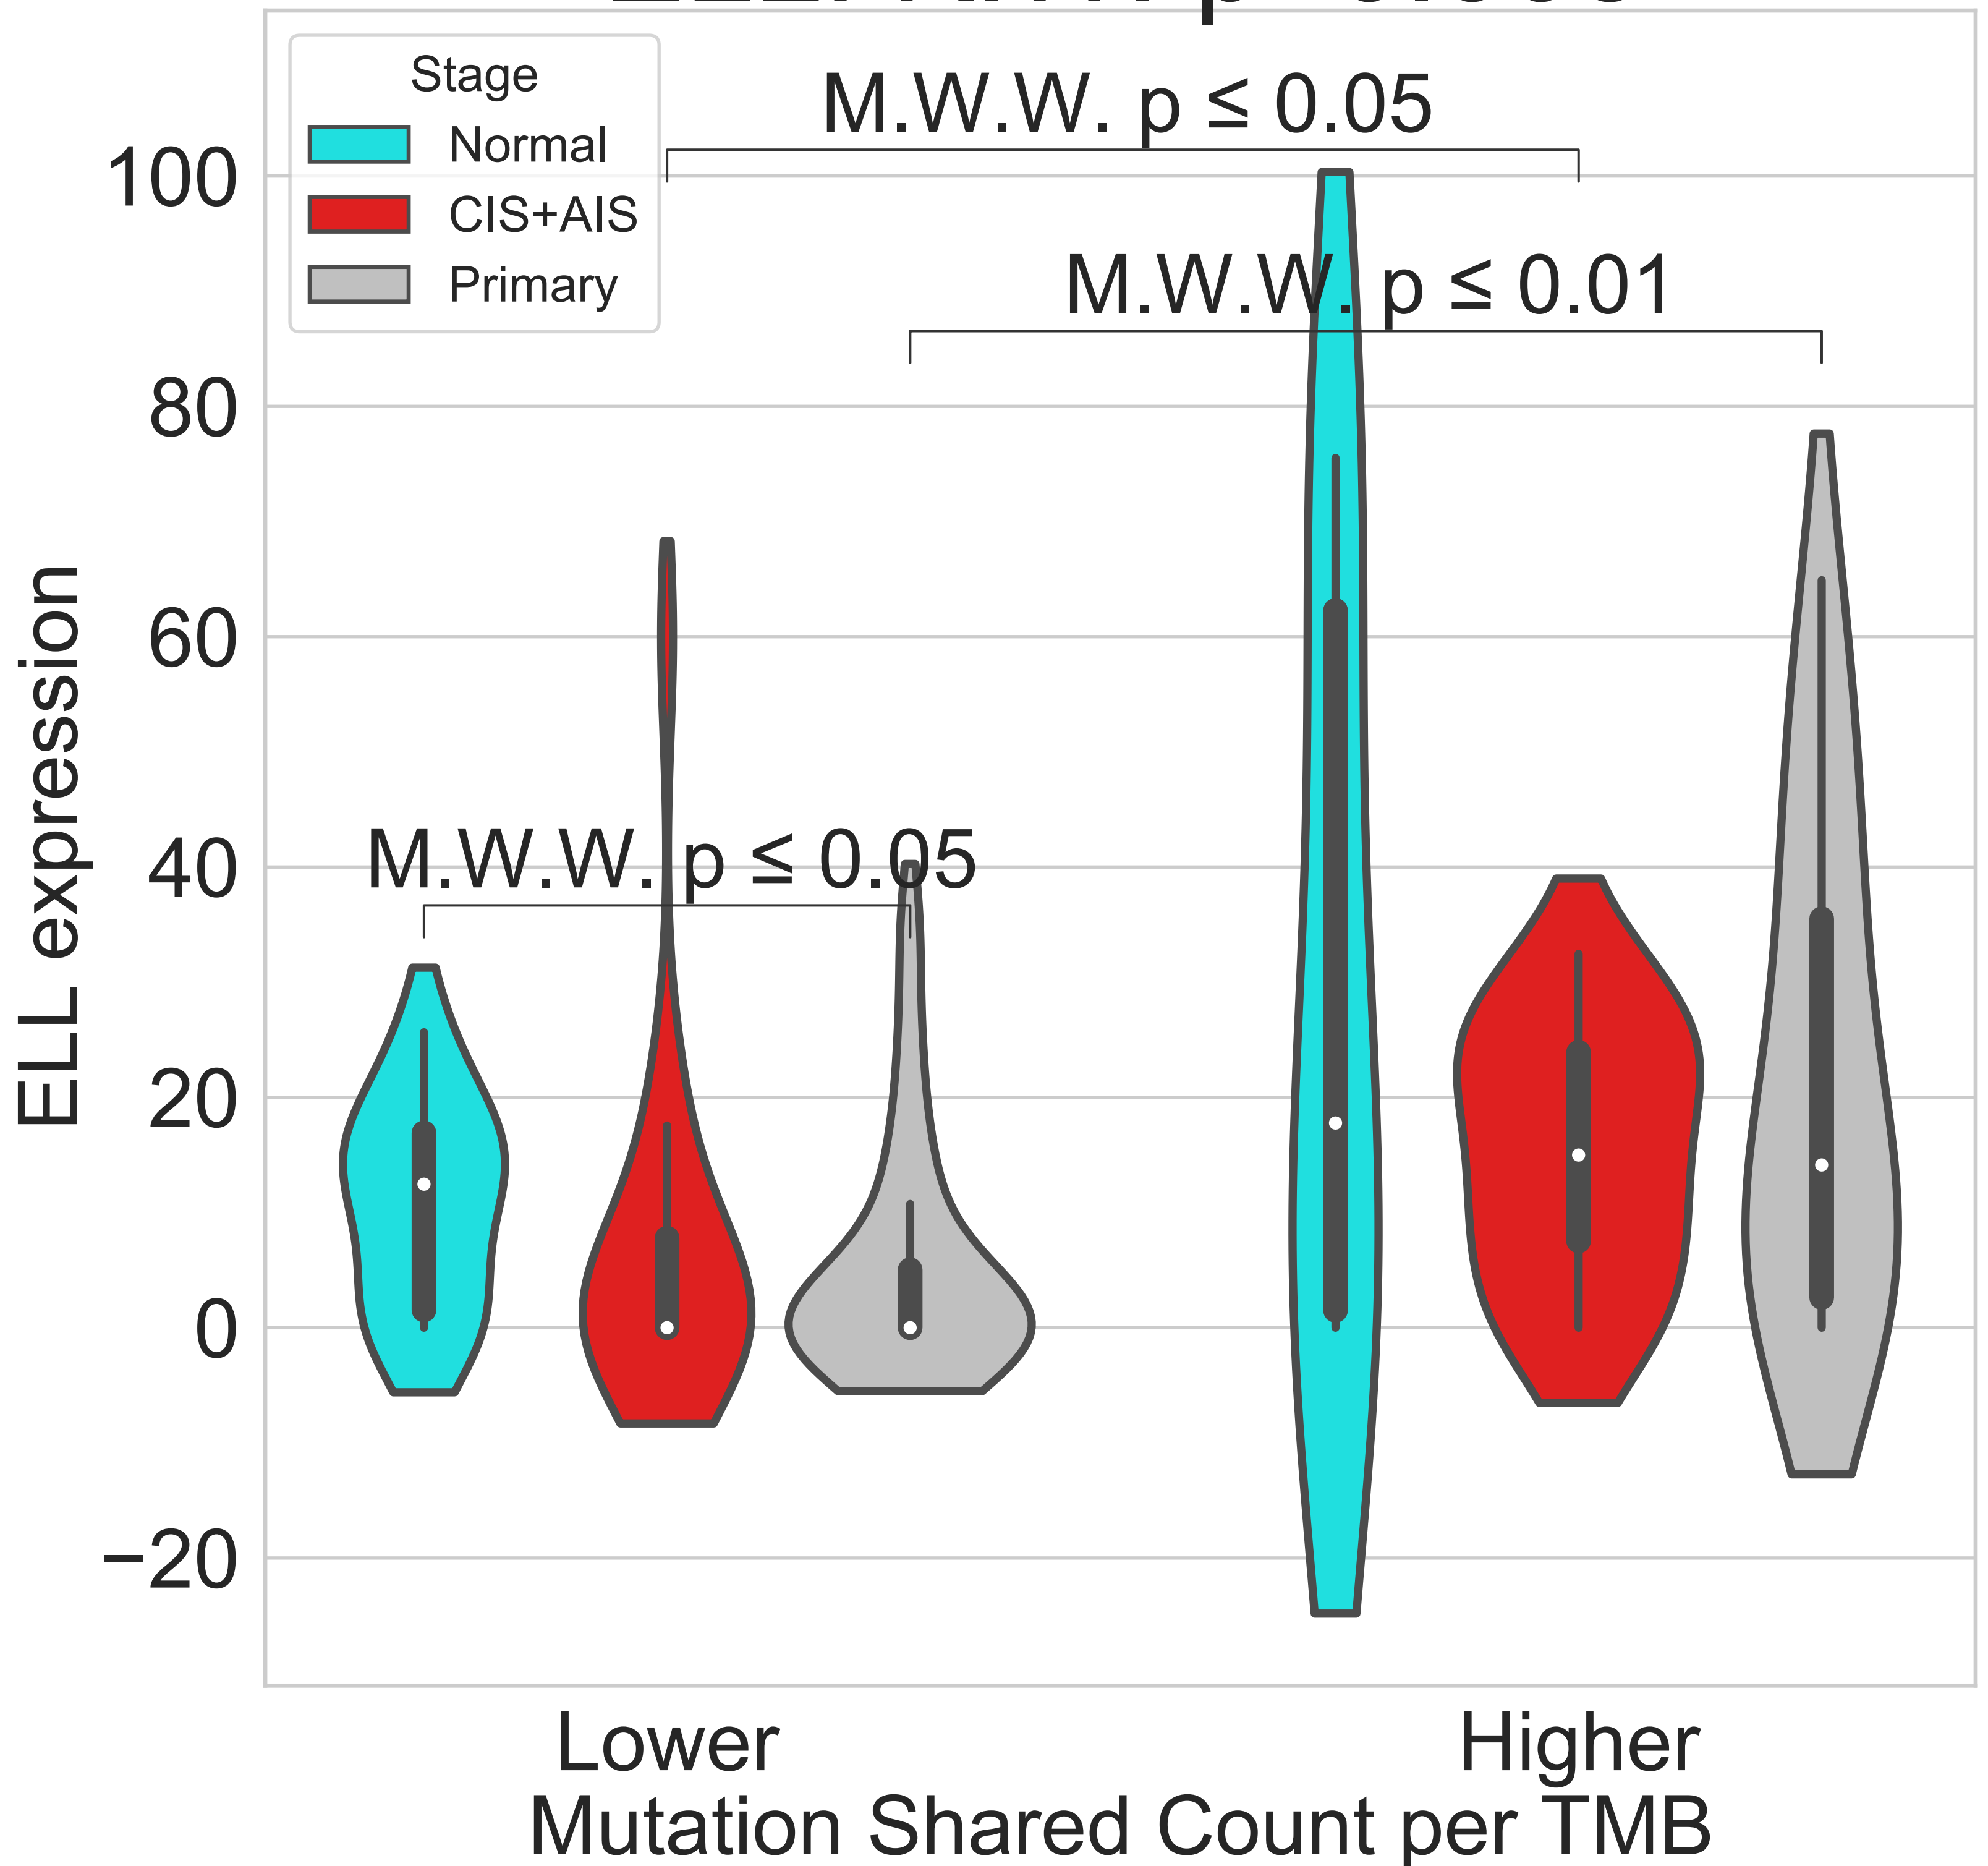 Stage
Normal
CIS+AIS
Primary
M.W.W. p ≤ 0.05
M.W.W. p ≤ 0.01
M.W.W. p ≤ 0.05
100
80
60
40
20
0
−20
ELL expression
Lower
Higher
Mutation Shared Count per TMB